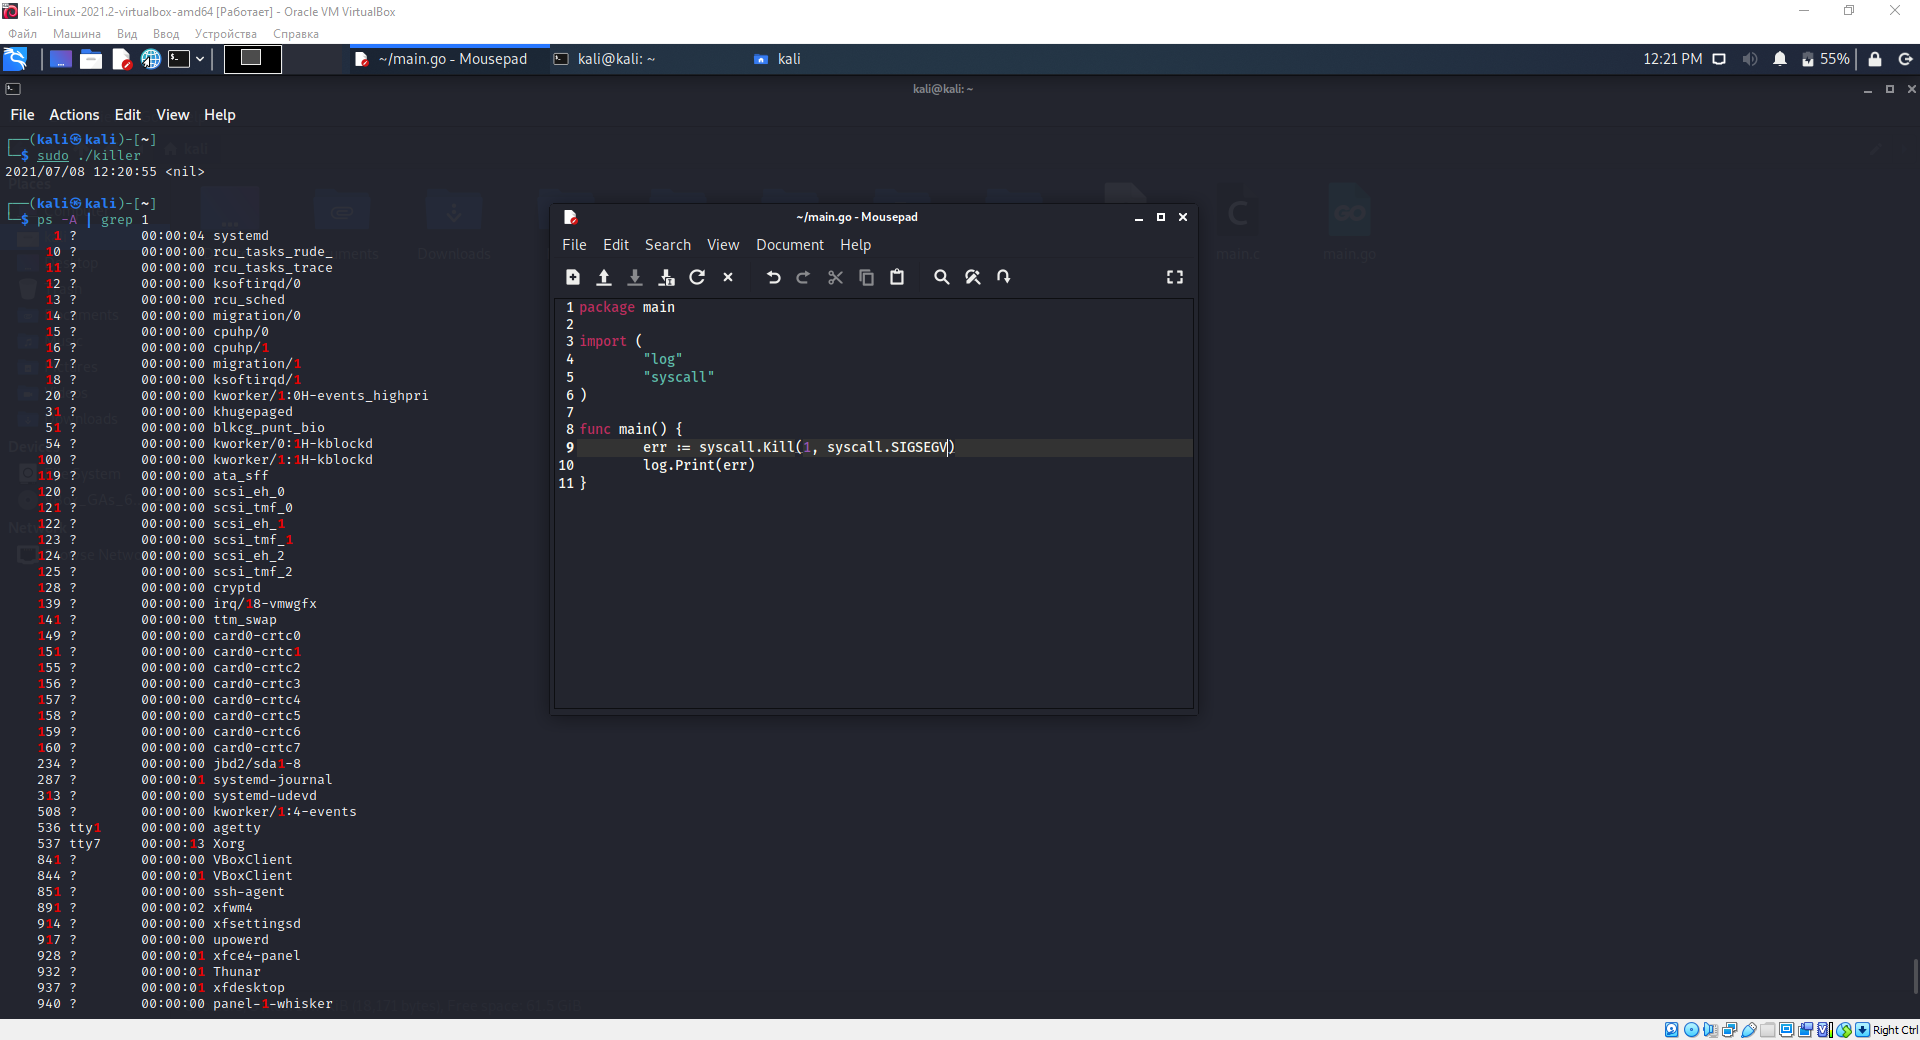 Kali-Linux-2021.2-virtualbox-amd64 [Работает] - Oracle VM VirtualBox
Файл Машина Вид Ввод Устройства Справка
~/main.go - Mousepad kali@kali: ~ kali 12:21 PM 55%
kali@kali: ~
File Actions Edit View Help
┌──(kali㉿kali)-[~]
└─$ sudo ./killer
2021/07/08 12:20:55 <nil>
┌──(kali㉿kali)-[~]
└─$ ps -A | grep 1
1 ? 00:00:04 systemd
10 ? 00:00:00 rcu_tasks_rude_
11 ? 00:00:00 rcu_tasks_trace
12 ? 00:00:00 ksoftirqd/0
13 ? 00:00:00 rcu_sched
14 ? 00:00:00 migration/0
15 ? 00:00:00 cpuhp/0
16 ? 00:00:00 cpuhp/1
17 ? 00:00:00 migration/1
18 ? 00:00:00 ksoftirqd/1
20 ? 00:00:00 kworker/1:0H-events_highpri
31 ? 00:00:00 khugepaged
51 ? 00:00:00 blkcg_punt_bio
54 ? 00:00:00 kworker/0:1H-kblockd
100 ? 00:00:00 kworker/1:1H-kblockd
119 ? 00:00:00 ata_sff
120 ? 00:00:00 scsi_eh_0
121 ? 00:00:00 scsi_tmf_0
122 ? 00:00:00 scsi_eh_1
123 ? 00:00:00 scsi_tmf_1
124 ? 00:00:00 scsi_eh_2
125 ? 00:00:00 scsi_tmf_2
128 ? 00:00:00 cryptd
139 ? 00:00:00 irq/18-vmwgfx
141 ? 00:00:00 ttm_swap
149 ? 00:00:00 card0-crtc0
151 ? 00:00:00 card0-crtc1
155 ? 00:00:00 card0-crtc2
156 ? 00:00:00 card0-crtc3
157 ? 00:00:00 card0-crtc4
158 ? 00:00:00 card0-crtc5
159 ? 00:00:00 card0-crtc6
160 ? 00:00:00 card0-crtc7
234 ? 00:00:00 jbd2/sda1-8
287 ? 00:00:01 systemd-journal
313 ? 00:00:00 systemd-udevd
508 ? 00:00:00 kworker/1:4-events
536 tty1 00:00:00 agetty
537 tty7 00:00:13 Xorg
841 ? 00:00:00 VBoxClient
844 ? 00:00:01 VBoxClient
851 ? 00:00:00 ssh-agent
891 ? 00:00:02 xfwm4
914 ? 00:00:00 xfsettingsd
917 ? 00:00:00 upowerd
928 ? 00:00:01 xfce4-panel
932 ? 00:00:01 Thunar
937 ? 00:00:01 xfdesktop
940 ? 00:00:00 panel-1-whisker
~/main.go - Mousepad
File Edit Search View Document Help
1 package main
2
3 import (
4 "log"
5 "syscall"
6 )
7
8 func main() {
9 err := syscall.Kill(1, syscall.SIGSEGV)
10 log.Print(err)
11 }
Downloads
main.c
main.go
Right Ctrl